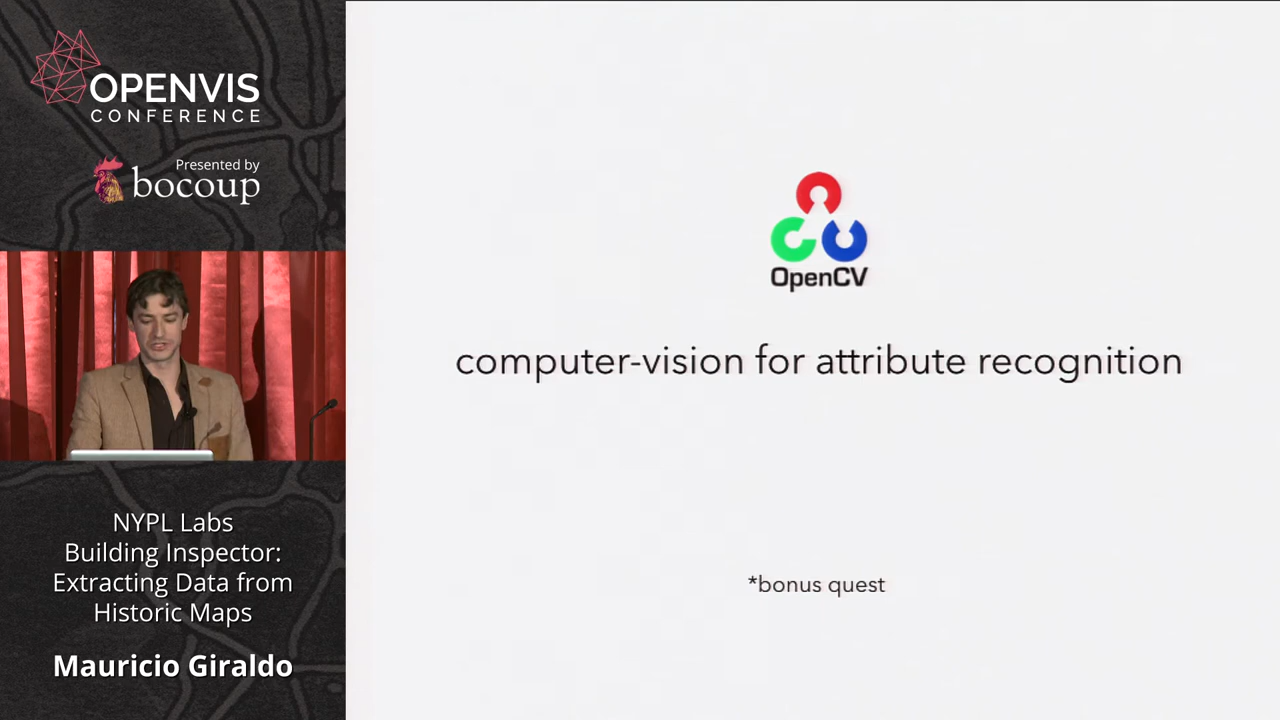 OPENVIS
CONFERENCE
Presented by
bocoup
NYPL Labs
Building Inspector:
Extracting Data from
Historic Maps
Mauricio Giraldo
OpenCV
computer-vision for attribute recognition
*bonus quest